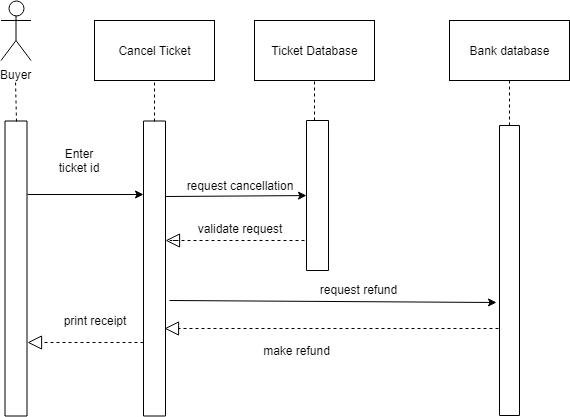 Buyer
Cancel Ticket
Ticket Database
Bank database
Enter
ticket id
request cancellation
validate request
request refund
print receipt
make refund